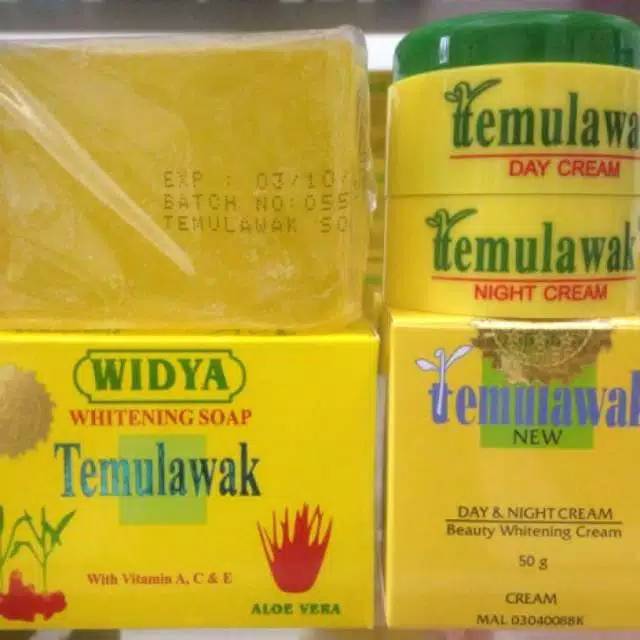 EXP : 03/10/
BATCH NO:055
TEMULAWAK SO
WIDYA
WHITENING SOAP
Temulawak
With Vitamin A, C & E
ALOE VERA
temulawa
DAY CREAM
temulawak
NIGHT CREAM
temulawak
NEW
DAY & NIGHT CREAM
Beauty Whitening Cream
50 g
CREAM
MAL 03040088K